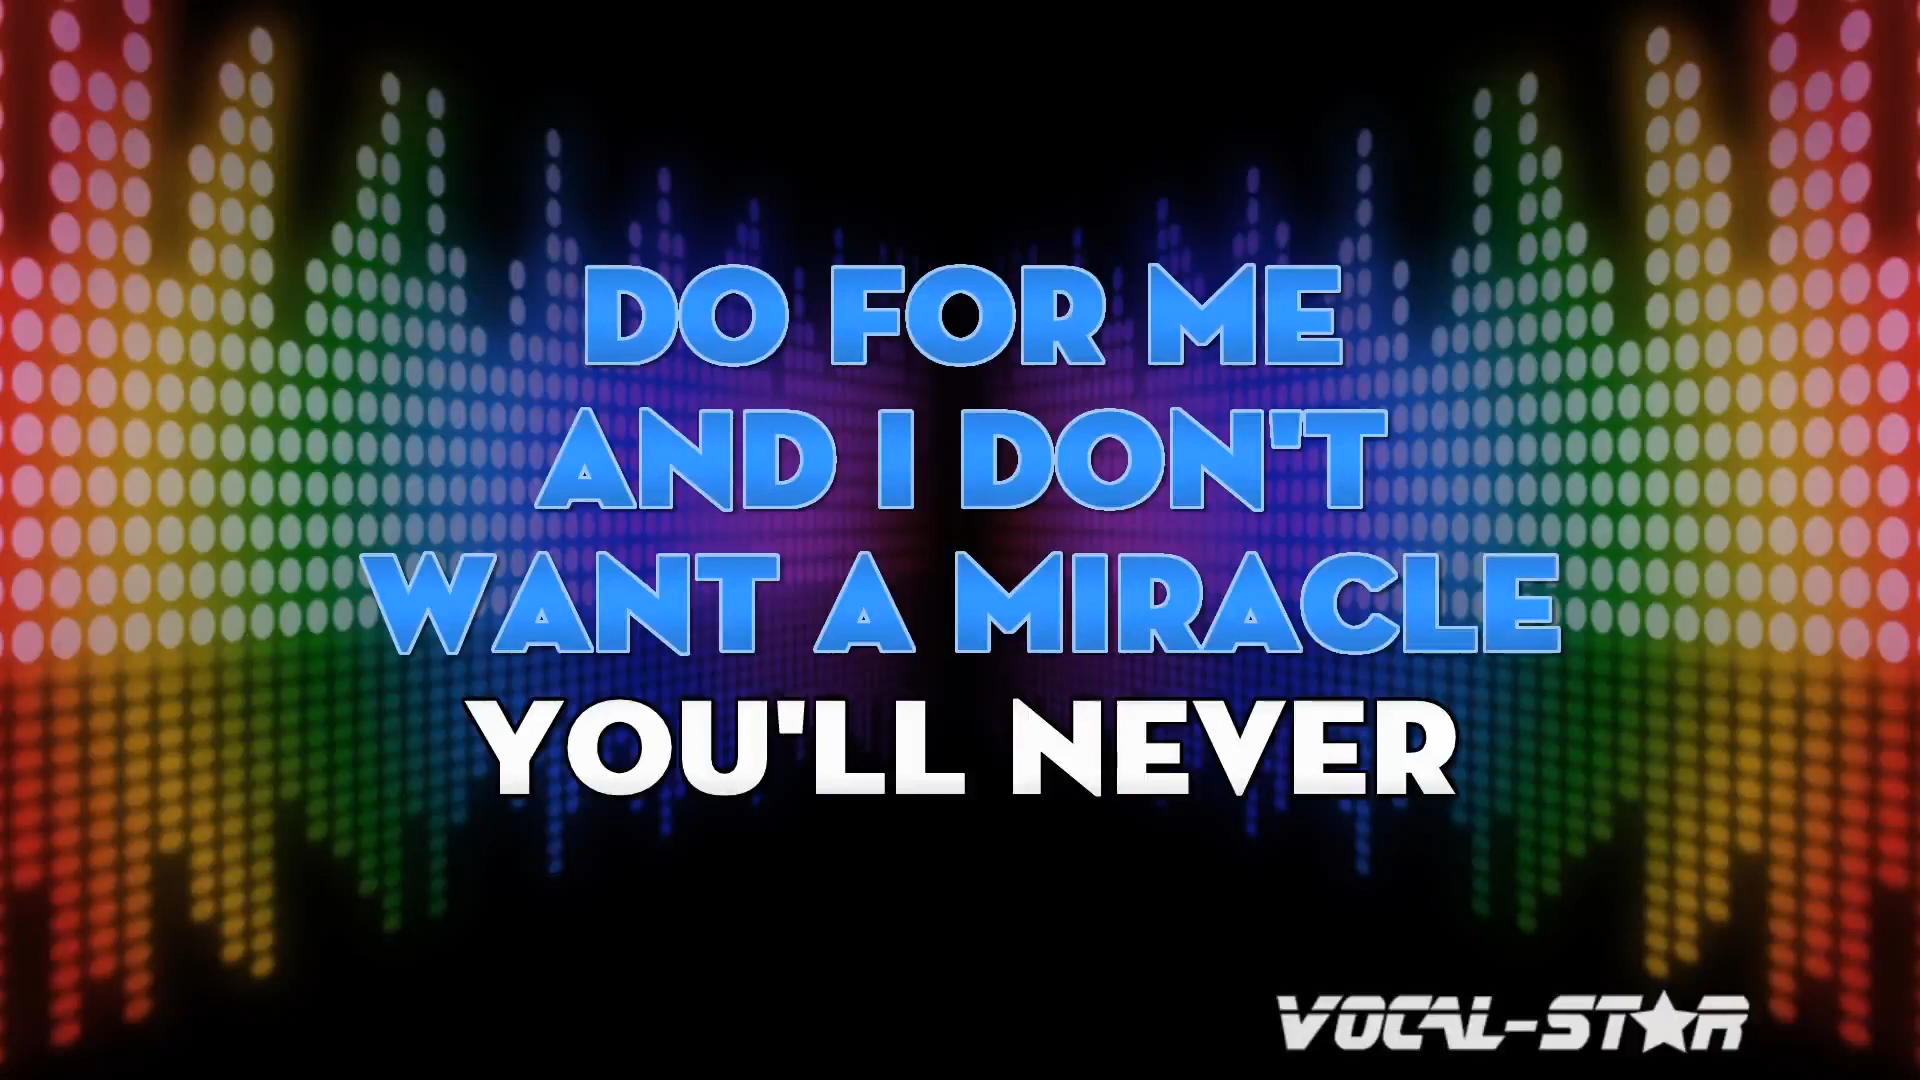 DO FOR ME
AND I DON'T
WANT A MIRACLE
YOU'LL NEVER
VOCAL-STAR